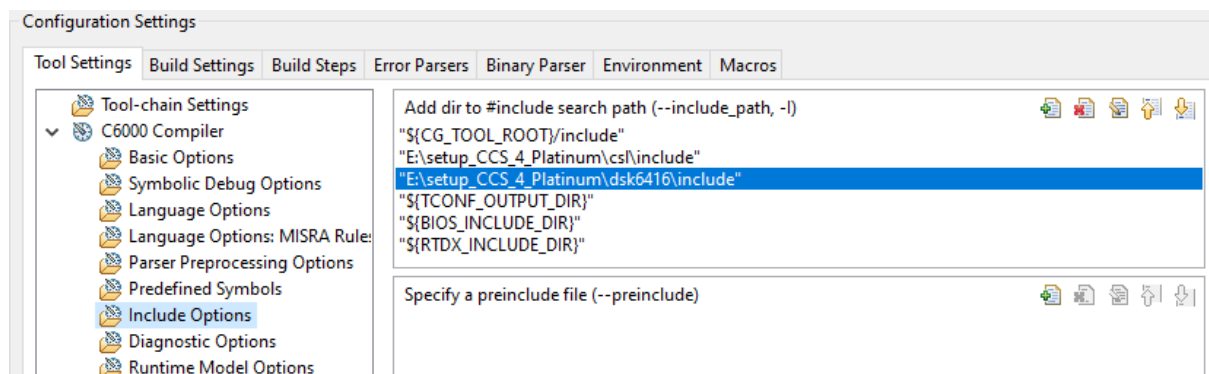 Configuration Settings
Tool Settings Build Settings Build Steps Error Parsers Binary Parser Environment Macros
Tool-chain Settings
C6000 Compiler
Basic Options
Symbolic Debug Options
Language Options
Language Options: MISRA Rule:
Parser Preprocessing Options
Predefined Symbols
Include Options
Diagnostic Options
Runtime Model Options
Add dir to #include search path (--include_path, -I)
"${CG_TOOL_ROOT}/include"
"E:\setup_CCS_4_Platinum\csl\include"
"E:\setup_CCS_4_Platinum\dsk6416\include"
"${TCONF_OUTPUT_DIR}"
"${BIOS_INCLUDE_DIR}"
"${RTDX_INCLUDE_DIR}"
Specify a preinclude file (--preinclude)